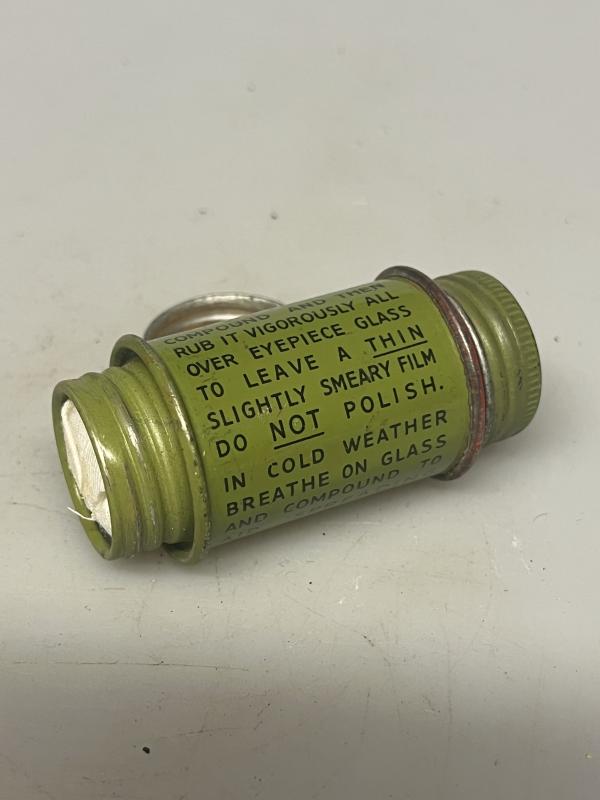 COMPOUND AND THEN
RUB IT VIGOROUSLY ALL
OVER EYEPIECE GLASS
TO LEAVE A THIN
SLIGHTLY SMEARY FILM
DO NOT POLISH.
IN COLD WEATHER
BREATHE ON GLASS
AND COMPOUND TO